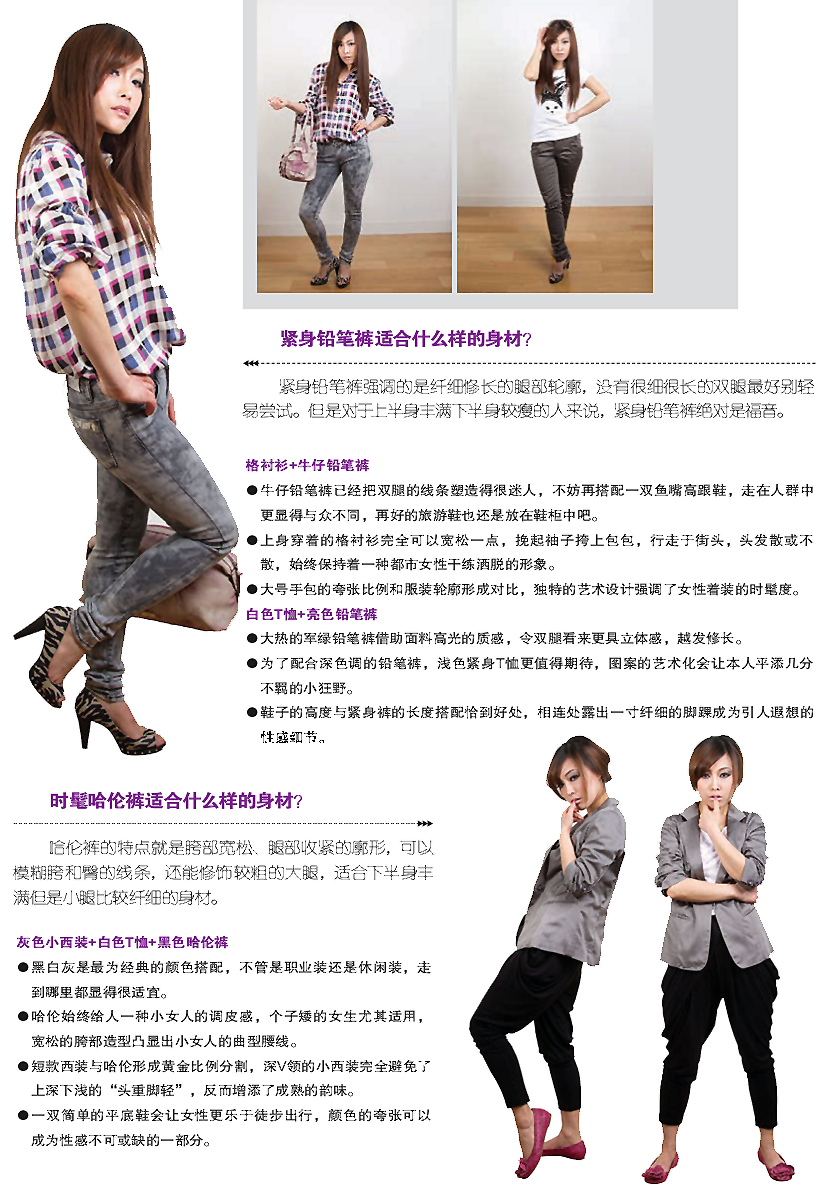 紧身铅笔裤适合什么样的身材?
紧身铅笔裤强调的是纤细修长的腿部轮廓，没有很细很长的双腿最好别轻
易尝试。但是对于上半身丰满下半身较瘦的人来说，紧身铅笔裤绝对是福音。
格衬衫+牛仔铅笔裤
●牛仔铅笔裤已经把双腿的线条塑造得很迷人，不妨再搭配一双鱼嘴高跟鞋，走在人群中
更显得与众不同，再好的旅游鞋也还是放在鞋柜中吧。
●上身穿着的格衬衫完全可以宽松一点，挽起袖子挎上包包，行走于街头，头发散或不
散，始终保持着一种都市女性干练洒脱的形象。
●大号手包的夸张比例和服装轮廓形成对比，独特的艺术设计强调了女性着装的时髦度。
白色T恤+亮色铅笔裤
●大热的军绿铅笔裤借助面料高光的质感，令双腿看来更具立体感，越发修长。
●为了配合深色调的铅笔裤，浅色紧身T恤更值得期待，图案的艺术化会让本人平添几分
不羁的小狂野。
●鞋子的高度与紧身裤的长度搭配恰到好处，相连处露出一寸纤细的脚踝成为引人遐想的
性感细节。
时髦哈伦裤适合什么样的身材?
哈伦裤的特点就是胯部宽松、腿部收紧的廓形，可以
模糊胯和臀的线条，还能修饰较粗的大腿，适合下半身丰
满但是小腿比较纤细的身材。
灰色小西装+白色T恤+黑色哈伦裤
●黑白灰是最为经典的颜色搭配，不管是职业装还是休闲装，走
到哪里都显得很适宜。
●哈伦始终给人一种小女人的调皮感，个子矮的女生尤其适用，
宽松的胯部造型凸显出小女人的曲型腰线。
●短款西装与哈伦形成黄金比例分割，深V领的小西装完全避免了
上深下浅的“头重脚轻”，反而增添了成熟的韵味。
●一双简单的平底鞋会让女性更乐于徒步出行，颜色的夸张可以
成为性感不可或缺的一部分。